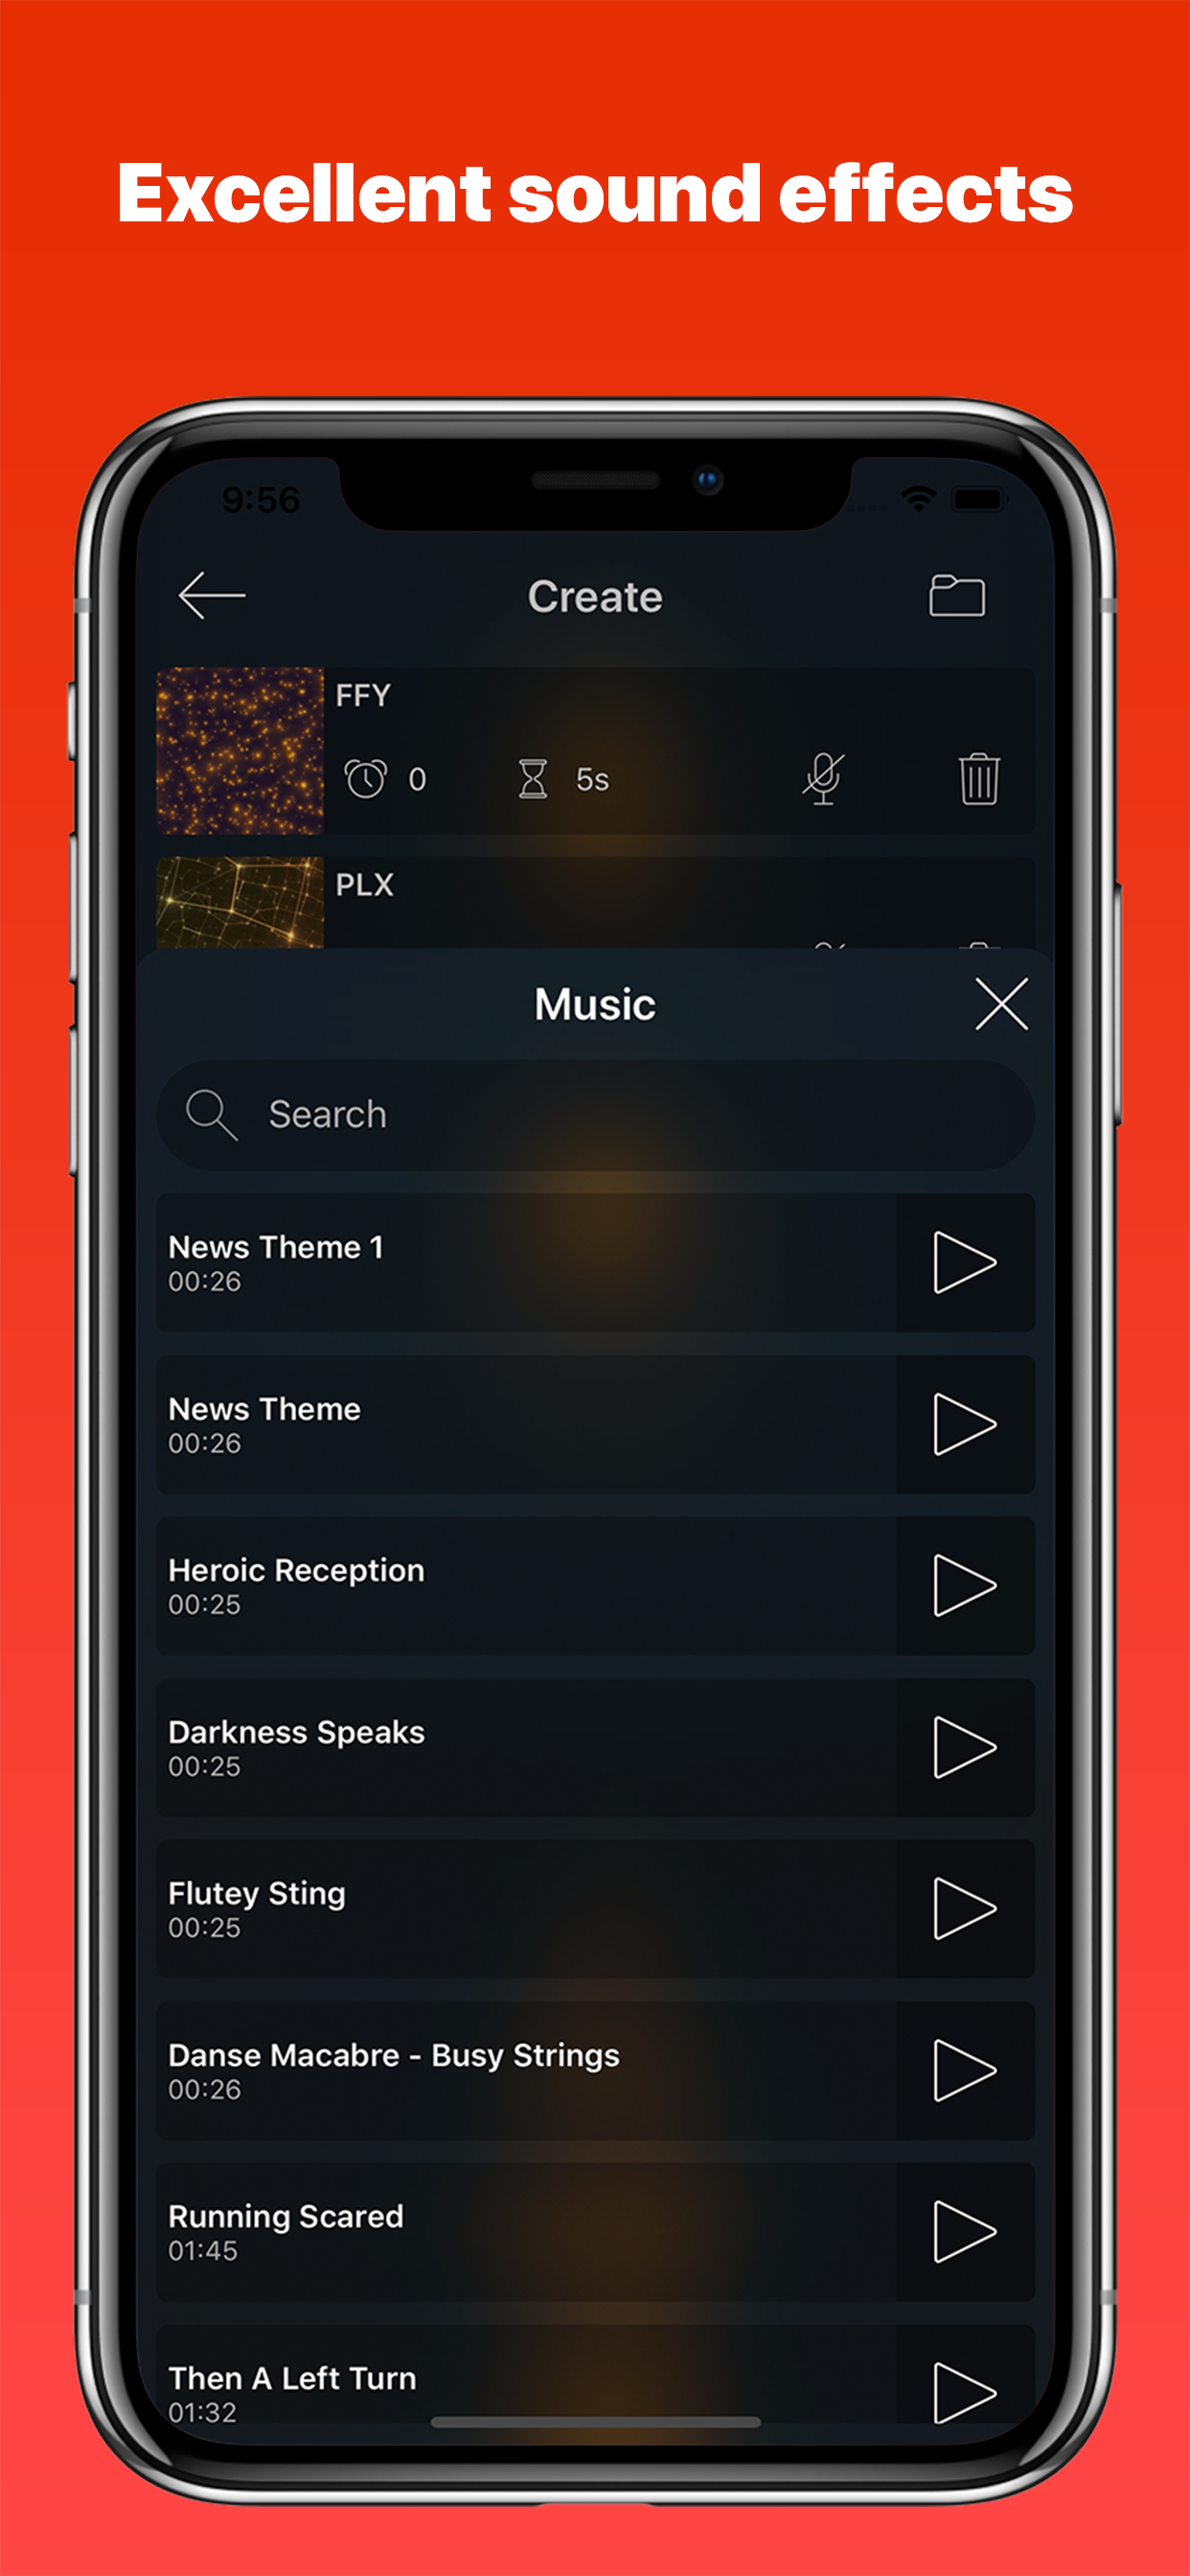 Excellent sound effects
9:56
Create
FFY
0
5s
PLX
Music
Search
News Theme 1
00:26
News Theme
00:26
Heroic Reception
00:25
Darkness Speaks
00:25
Flutey Sting
00:25
Danse Macabre - Busy Strings
00:26
Running Scared
01:45
Then A Left Turn
01:32